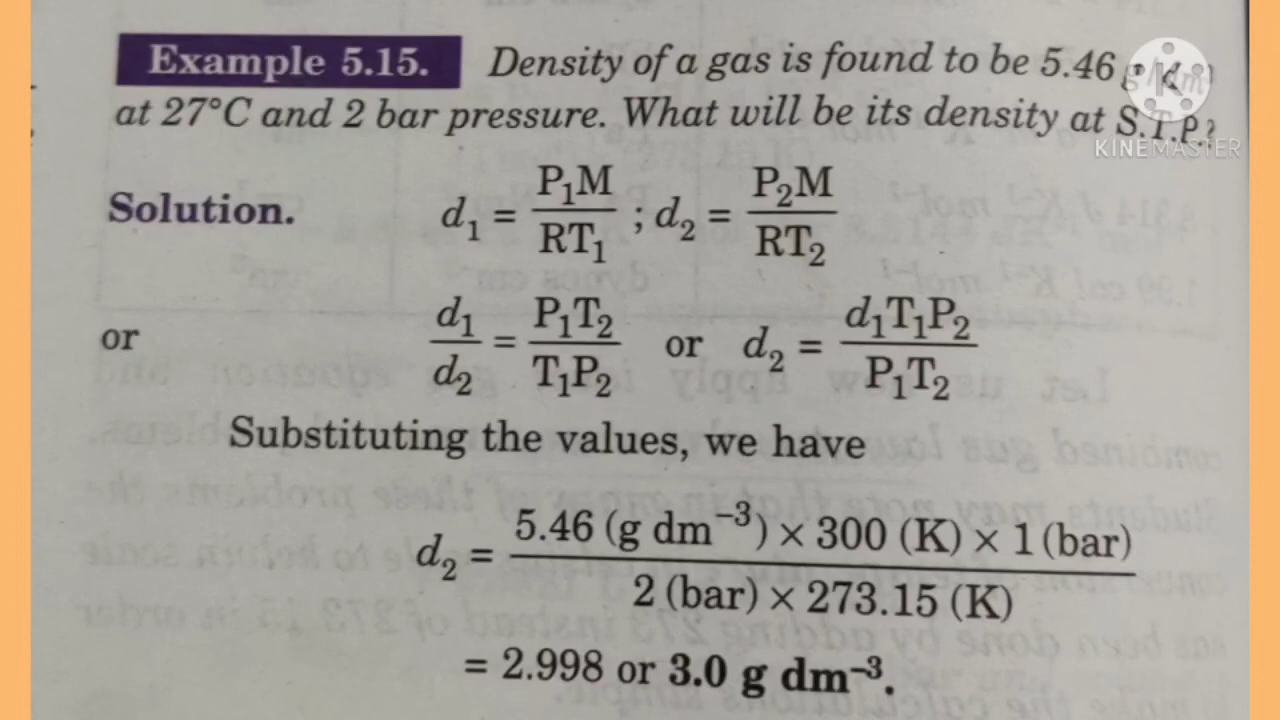 Example 5.15. Density of a gas is found to be 5.46
at 27°C and 2 bar pressure. What will be its density at S.T.P?
KINEMASTER
Solution. d₁ = P₁M / RT₁ ; d₂ = P₂M / RT₂
or d₁ / d₂ = P₁T₂ / T₁P₂ or d₂ = d₁T₁P₂ / P₁T₂
Substituting the values, we have
d₂ = 5.46 (g dm⁻³) × 300 (K) × 1 (bar) / 2 (bar) × 273.15 (K)
= 2.998 or 3.0 g dm⁻³.